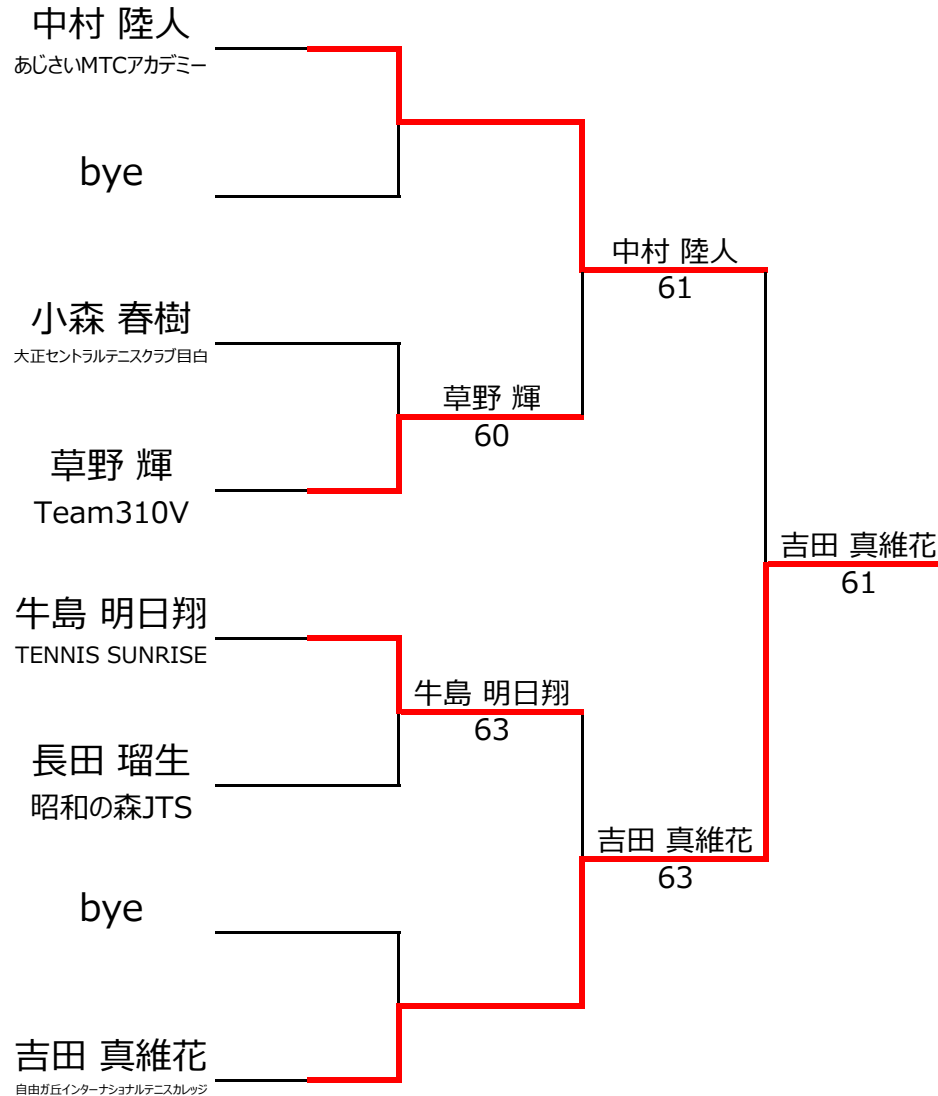 中村 陸人
あじさいMTCアカデミー
bye
小森 春樹
大正セントラルテニスクラブ目白
草野 輝
Team310V
牛島 明日翔
TENNIS SUNRISE
長田 瑠生
昭和の森JTS
bye
吉田 真維花
自由ガ丘インターナショナルテニスカレッジ
草野 輝
60
牛島 明日翔
63
中村 陸人
61
吉田 真維花
63
吉田 真維花
61